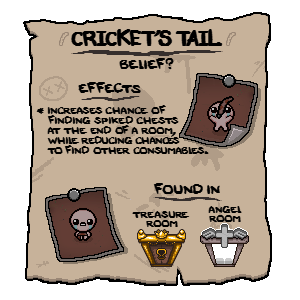 CRICKET'S TAIL
BELIEF?
EFFECTS
* INCREASES CHANCE OF
FINDING SPIKED CHESTS
AT THE END OF A ROOM,
WHILE REDUCING CHANCES
TO FIND OTHER CONSUMABLES.
FOUND IN
TREASURE
ROOM
ANGEL
ROOM